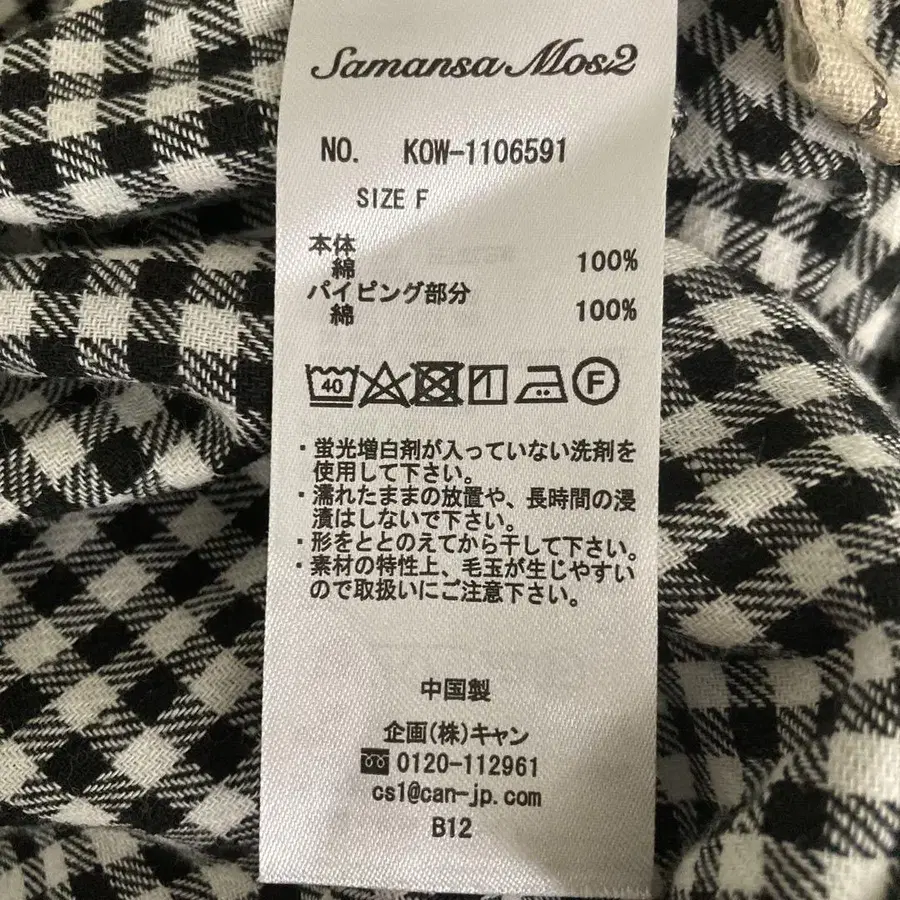 Samansa Mos2
NO. KOW-1106591
SIZE F
本体
綿 100%
パイピング部分
綿 100%
40
F
・蛍光増白剤が入っていない洗剤を
使用して下さい。
・濡れたままの放置や、長時間の浸
漬はしないで下さい。
・形をととのえてから干して下さい。
・素材の特性上、毛玉が生じやすい
ので取扱いにご注意下さい。
中国製
企画(株)キャン
0120-112961
cs1@can-jp.com
B12